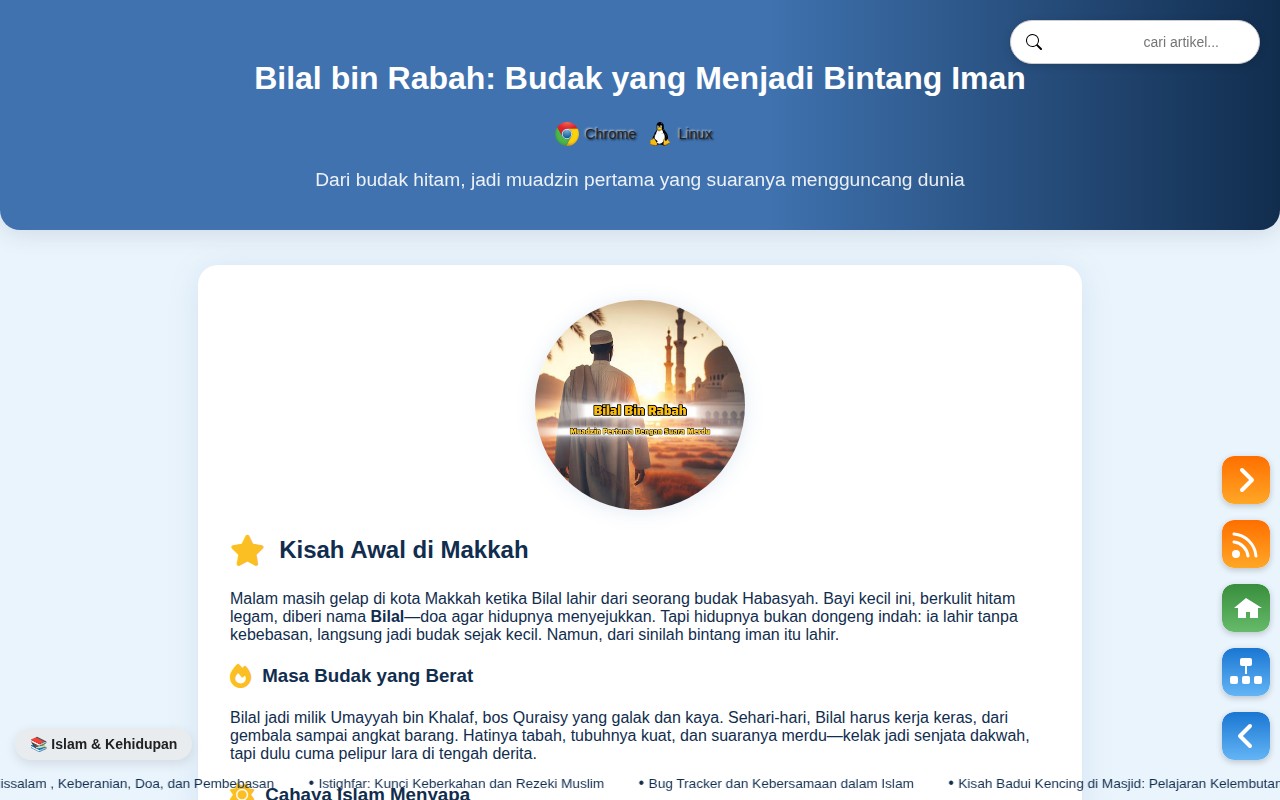 cari artikel...
Bilal bin Rabah: Budak yang Menjadi Bintang Iman
Chrome Linux
Dari budak hitam, jadi muadzin pertama yang suaranya mengguncang dunia
Bilal Bin Rabah
Muadzin Pertama Dengan Suara Merdu
Kisah Awal di Makkah
Malam masih gelap di kota Makkah ketika Bilal lahir dari seorang budak Habasyah. Bayi kecil ini, berkulit hitam
legam, diberi nama Bilal—doa agar hidupnya menyejukkan. Tapi hidupnya bukan dongeng indah: ia lahir tanpa
kebebasan, langsung jadi budak sejak kecil. Namun, dari sinilah bintang iman itu lahir.
Masa Budak yang Berat
Bilal jadi milik Umayyah bin Khalaf, bos Quraisy yang galak dan kaya. Sehari-hari, Bilal harus kerja keras, dari
gembala sampai angkat barang. Hatinya tabah, tubuhnya kuat, dan suaranya merdu—kelak jadi senjata dakwah,
tapi dulu cuma pelipur lara di tengah derita.
📚 Islam & Kehidupan
issalam , Keberanian, Doa, dan Pembebasan • Istighfar: Kunci Keberkahan dan Rezeki Muslim • Bug Tracker dan Kebersamaan dalam Islam • Kisah Badui Kencing di Masjid: Pelajaran Kelembutan
Cahaya Islam Menyapa